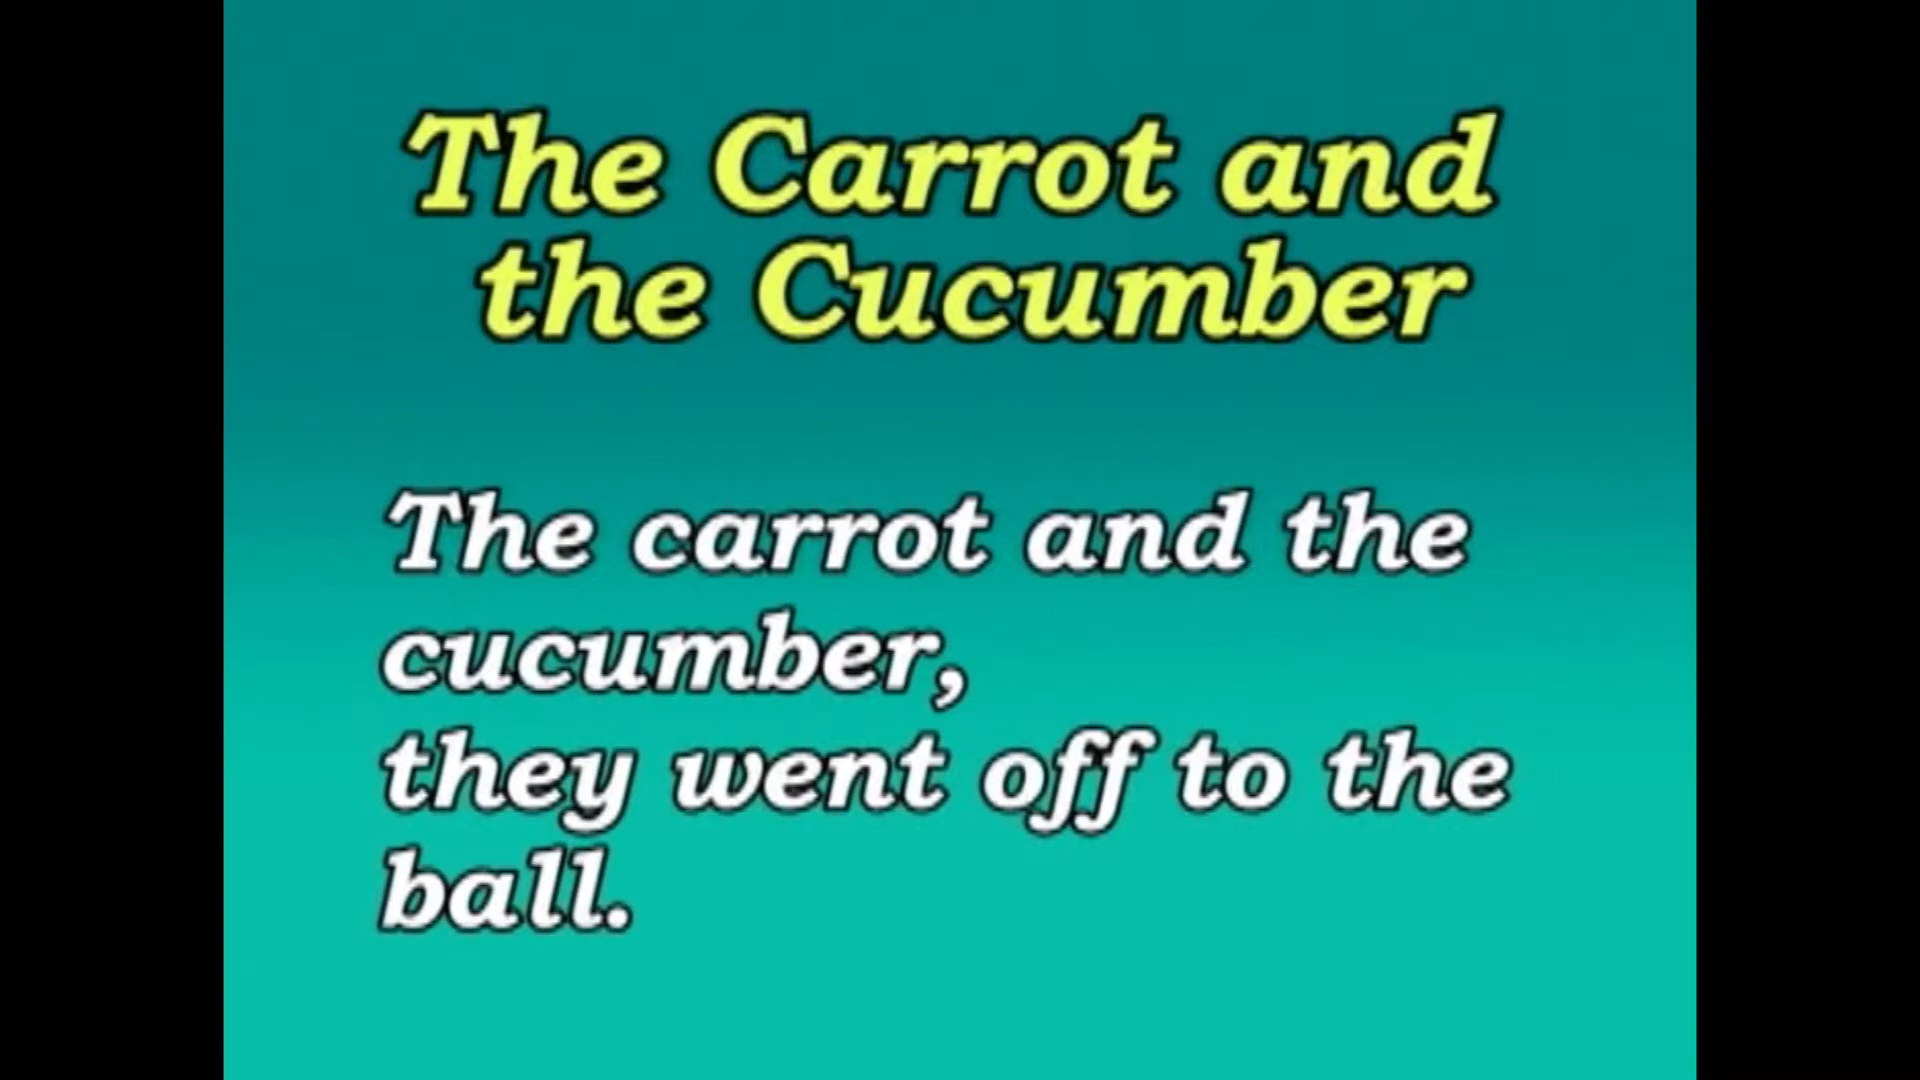 The Carrot and
the Cucumber
The carrot and the
cucumber,
they went off to the
ball.